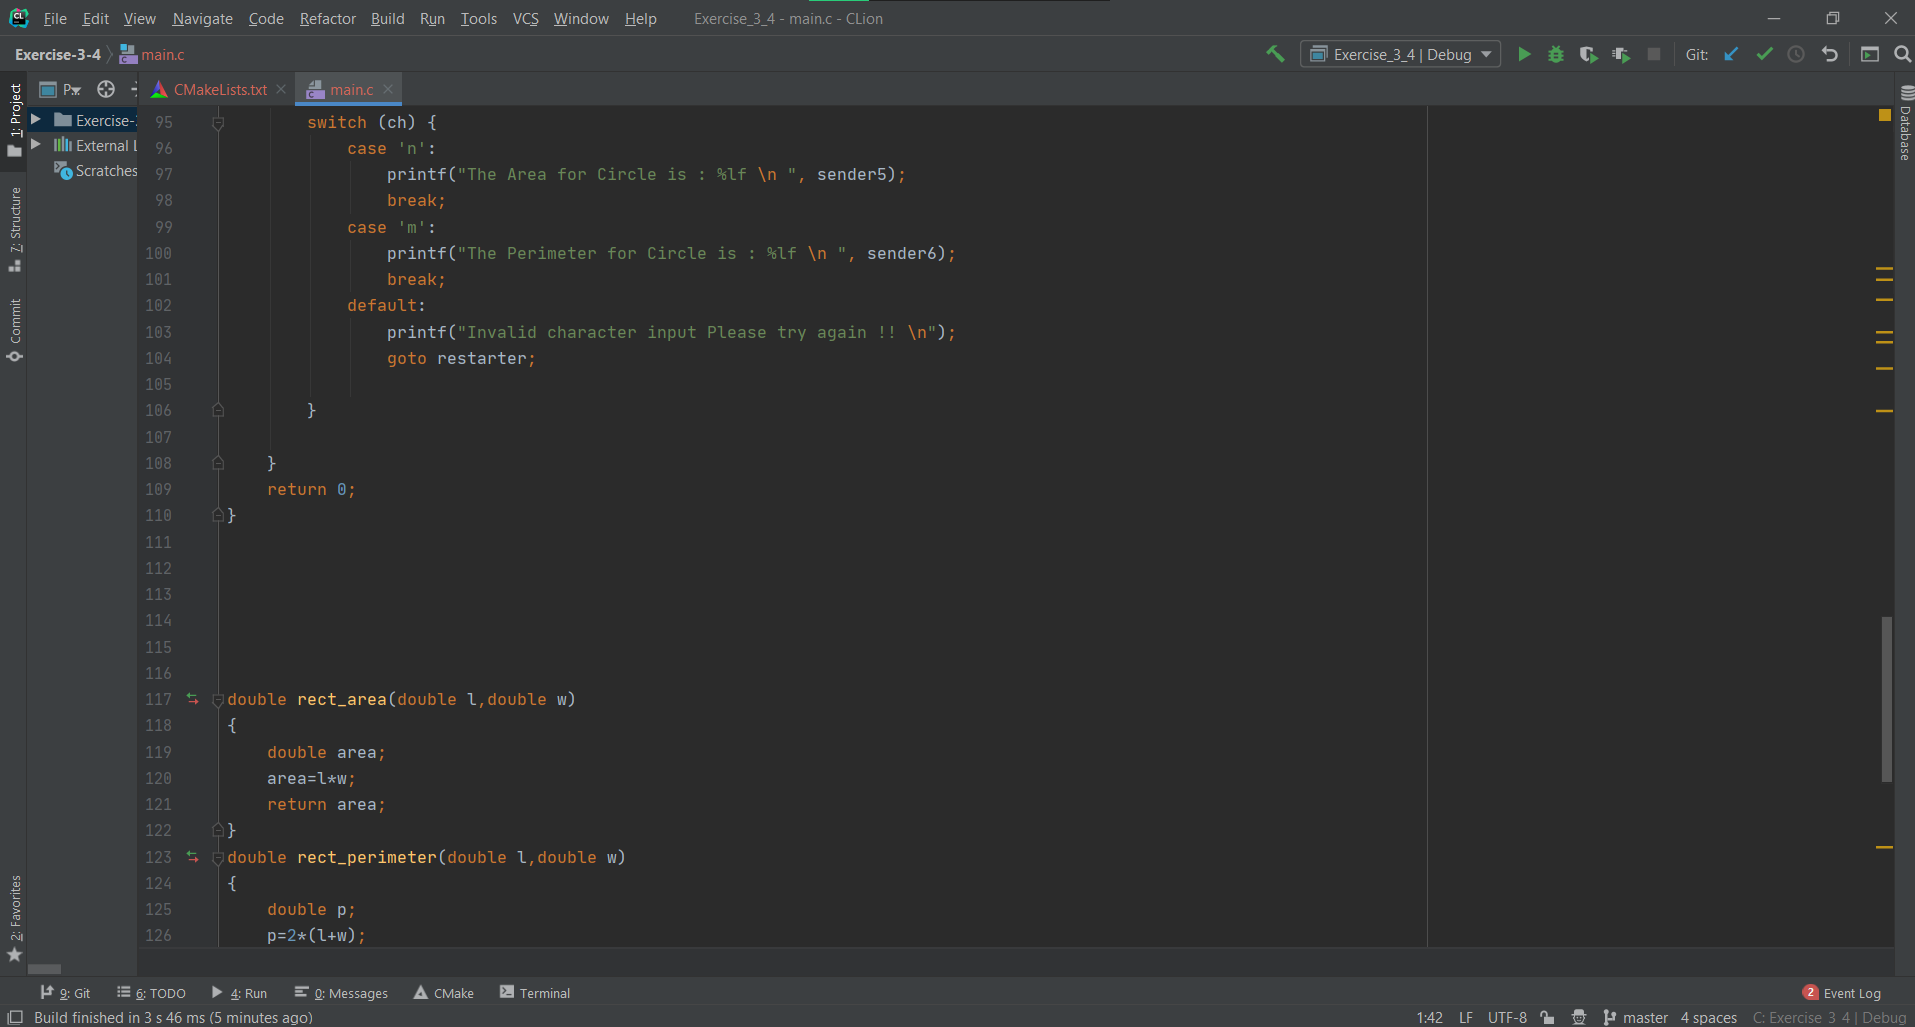 File Edit View Navigate Code Refactor Build Run Tools VCS Window Help Exercise_3_4 - main.c - CLion
Exercise-3-4 main.c Exercise_3_4 | Debug Git:
1: Project
7: Structure
Commit
2: Favorites
P
Exercise-
External L
Scratches
CMakeLists.txt main.c
Database
95 switch (ch) {
96 case 'n':
97 printf("The Area for Circle is : %lf \n ", sender5);
98 break;
99 case 'm':
100 printf("The Perimeter for Circle is : %lf \n ", sender6);
101 break;
102 default:
103 printf("Invalid character input Please try again !! \n");
104 goto restarter;
105
106 }
107
108 }
109 return 0;
110 }
111
112
113
114
115
116
117 double rect_area(double l,double w)
118 {
119 double area;
120 area=l*w;
121 return area;
122 }
123 double rect_perimeter(double l,double w)
124 {
125 double p;
126 p=2*(l+w);
9: Git 6: TODO 4: Run 0: Messages CMake Terminal 2 Event Log
Build finished in 3 s 46 ms (5 minutes ago) 1:42 LF UTF-8 master 4 spaces C: Exercise_3_4 | Debug